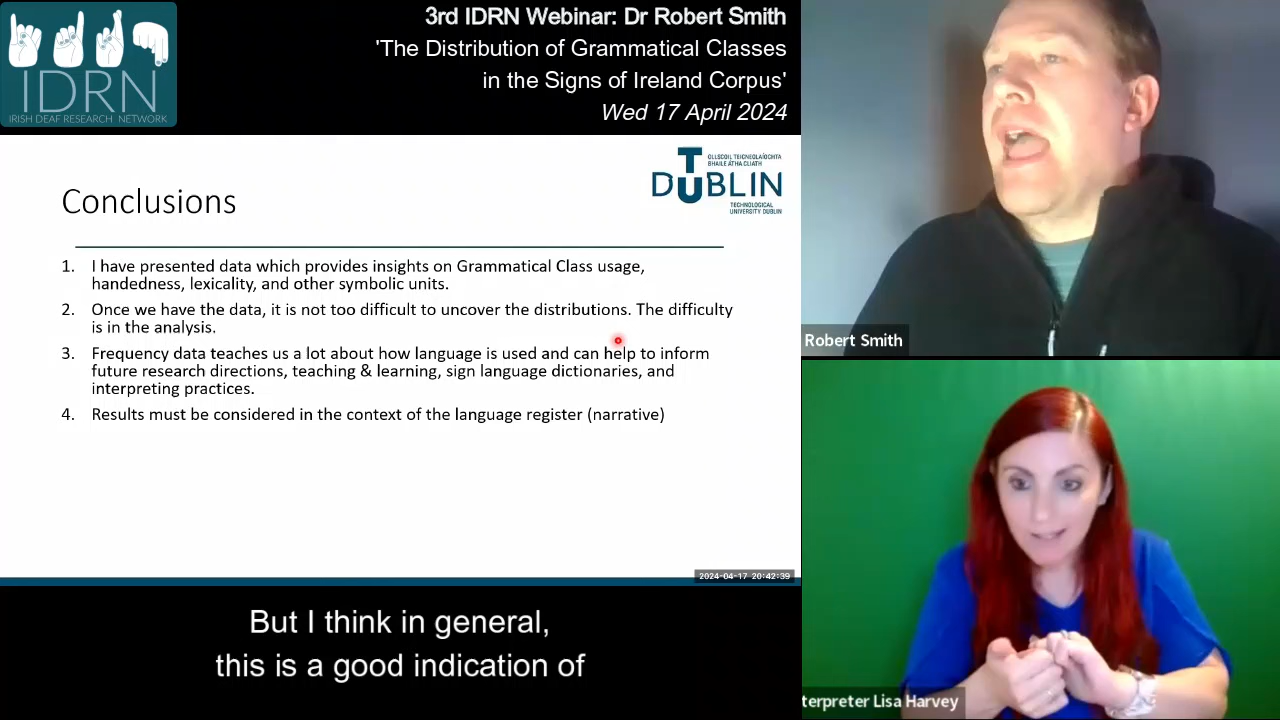 3rd IDRN Webinar: Dr Robert Smith
'The Distribution of Grammatical Classes
in the Signs of Ireland Corpus'
Wed 17 April 2024
IDRN
IRISH DEAF RESEARCH NETWORK
OLLSCOIL TEICNEOLAÍOCHTA
BHAILE ÁTHA CLIATH
TU DUBLIN
TECHNOLOGICAL
UNIVERSITY DUBLIN
Conclusions
1. I have presented data which provides insights on Grammatical Class usage,
handedness, lexicality, and other symbolic units.
2. Once we have the data, it is not too difficult to uncover the distributions. The difficulty
is in the analysis.
3. Frequency data teaches us a lot about how language is used and can help to inform
future research directions, teaching & learning, sign language dictionaries, and
interpreting practices.
4. Results must be considered in the context of the language register (narrative)
2024-04-17 20:42:39
But I think in general,
this is a good indication of
Robert Smith
terpreter Lisa Harvey